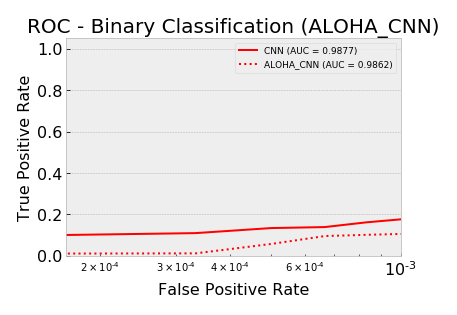 ROC - Binary Classification (ALOHA_CNN)
CNN (AUC = 0.9877)
ALOHA_CNN (AUC = 0.9862)
True Positive Rate
1.0
0.8
0.6
0.4
0.2
0.0
2 × 10⁻⁴ 3 × 10⁻⁴ 4 × 10⁻⁴ 6 × 10⁻⁴ 10⁻³
False Positive Rate